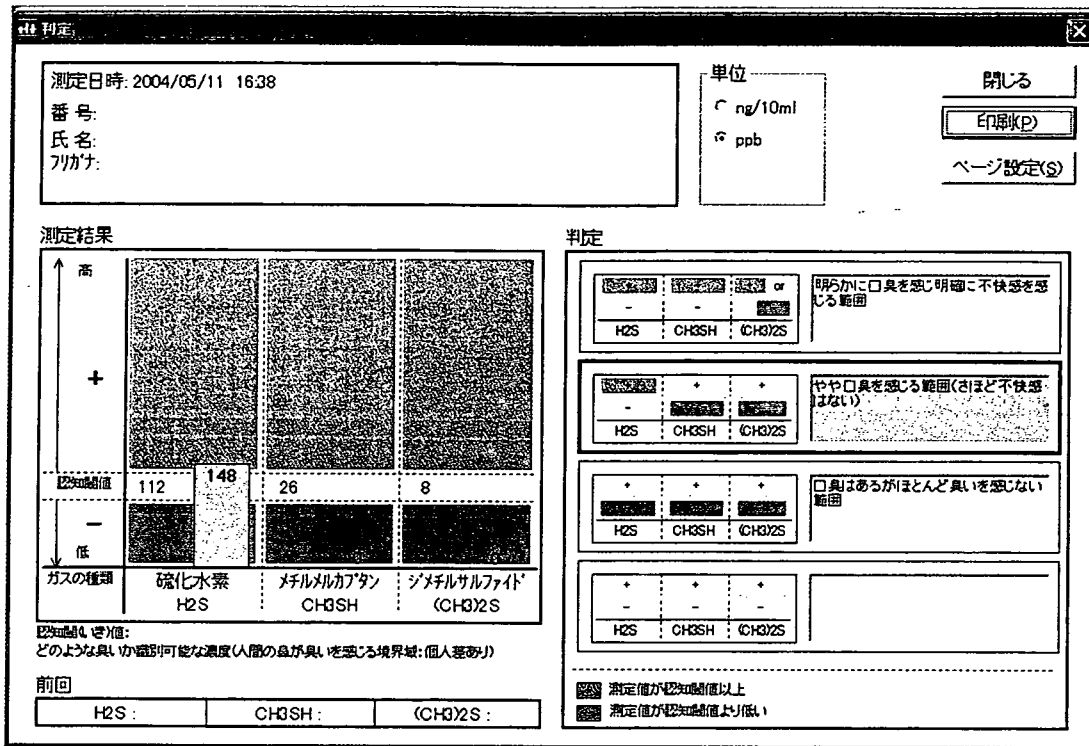 判定
測定日時: 2004/05/11 16:38
番号:
氏名:
フリガナ:
単位
ng/10ml
ppb
閉じる
印刷(P)
ページ設定(S)
測定結果
高
+
認知閾値
112
148
26
8
−
低
ガスの種類
硫化水素
H2S
メチルメルカプタン
CH3SH
ジメチルサルファイド
(CH3)2S
認知閾(いき)値:
どのような臭いか識別可能な濃度(人間の鼻が臭いを感じる境界域:個人差あり)
前回
H2S :
CH3SH :
(CH3)2S :
判定
or
− −
H2S CH3SH (CH3)2S
明らかに口臭を感じ明確に不快感を感
じる範囲
+ +
−
H2S CH3SH (CH3)2S
やや口臭を感じる範囲(さほど不快感
はない)
+ + +
H2S CH3SH (CH3)2S
口臭はあるがほとんど臭いを感じない
範囲
+ + +
− − −
H2S CH3SH (CH3)2S
測定値が認知閾値以上
測定値が認知閾値より低い